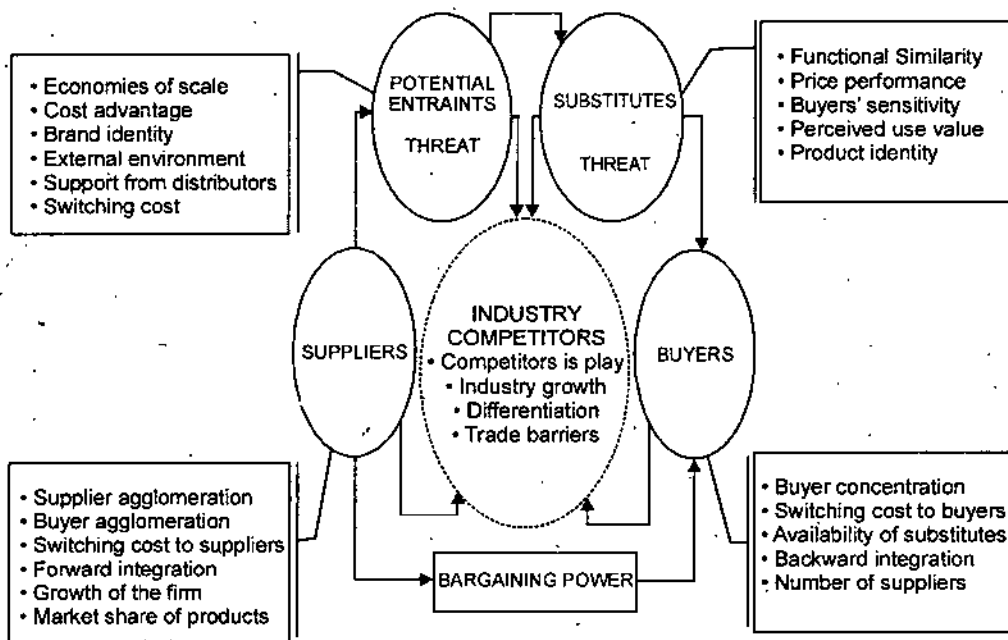 • Economies of scale
• Cost advantage
• Brand identity
• External environment
• Support from distributors
• Switching cost
POTENTIAL
ENTRAINTS
THREAT
SUBSTITUTES
THREAT
• Functional Similarity
• Price performance
• Buyers' sensitivity
• Perceived use value
• Product identity
SUPPLIERS
INDUSTRY
COMPETITORS
• Competitors is play
• Industry growth
• Differentiation
• Trade barriers
BUYERS
• Supplier agglomeration
• Buyer agglomeration
• Switching cost to suppliers
• Forward integration
• Growth of the firm
• Market share of products
BARGAINING POWER
• Buyer concentration
• Switching cost to buyers
• Availability of substitutes
• Backward integration
• Number of suppliers